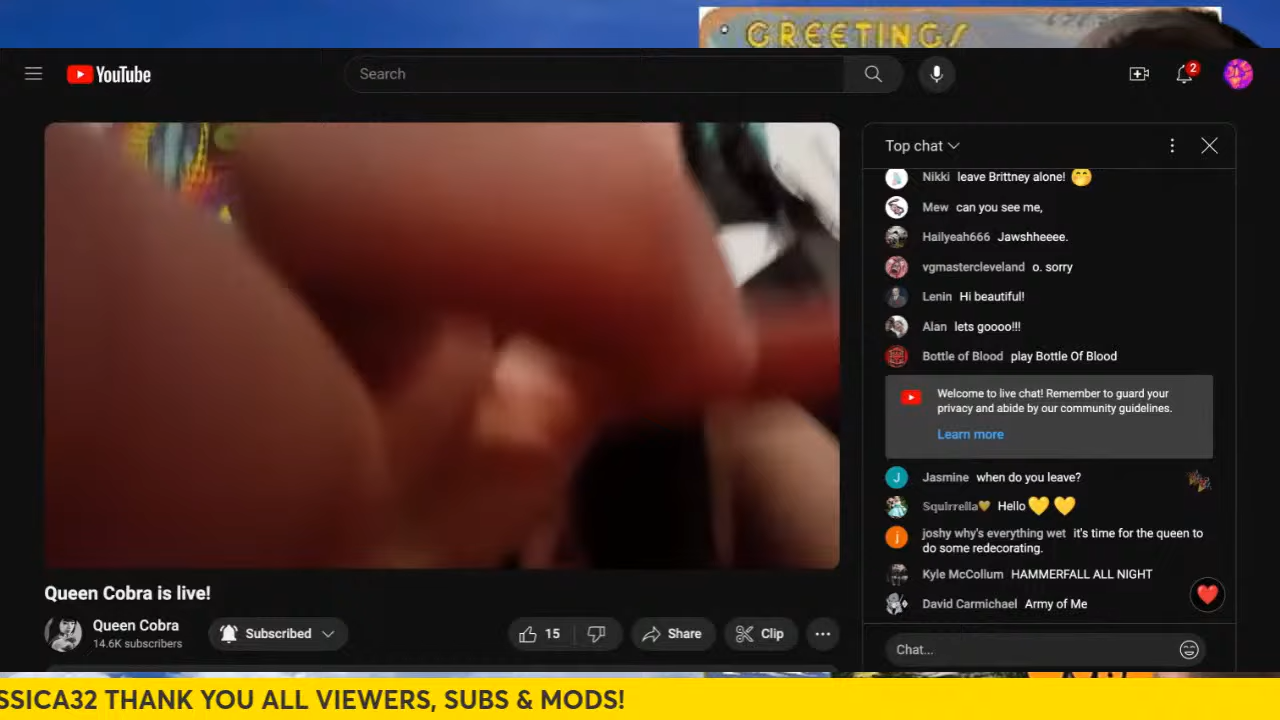 GREETINGS
YouTube
Search
2
Top chat
Nikki leave Brittney alone!
Mew can you see me,
Hailyeah666 Jawshheeee.
vgmastercleveland o. sorry
Lenin Hi beautiful!
Alan lets goooo!!!
Bottle of Blood play Bottle Of Blood
Welcome to live chat! Remember to guard your
privacy and abide by our community guidelines.
Learn more
J Jasmine when do you leave?
Squirrella Hello
j joshy why's everything wet it's time for the queen to
do some redecorating.
Kyle McCollum HAMMERFALL ALL NIGHT
David Carmichael Army of Me
Chat...
Queen Cobra is live!
Queen Cobra
14.6K subscribers
Subscribed
15
Share
Clip
SSICA32 THANK YOU ALL VIEWERS, SUBS & MODS!